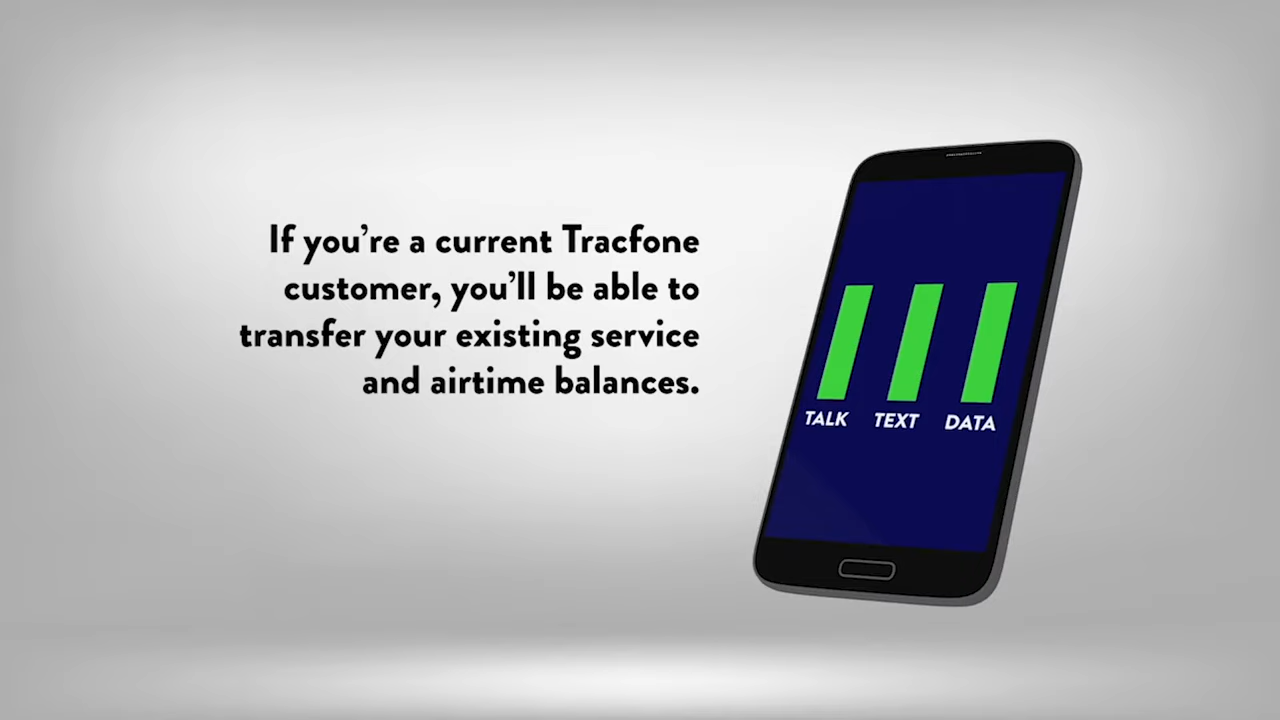 If you’re a current Tracfone
customer, you’ll be able to
transfer your existing service
and airtime balances.
TALK TEXT DATA